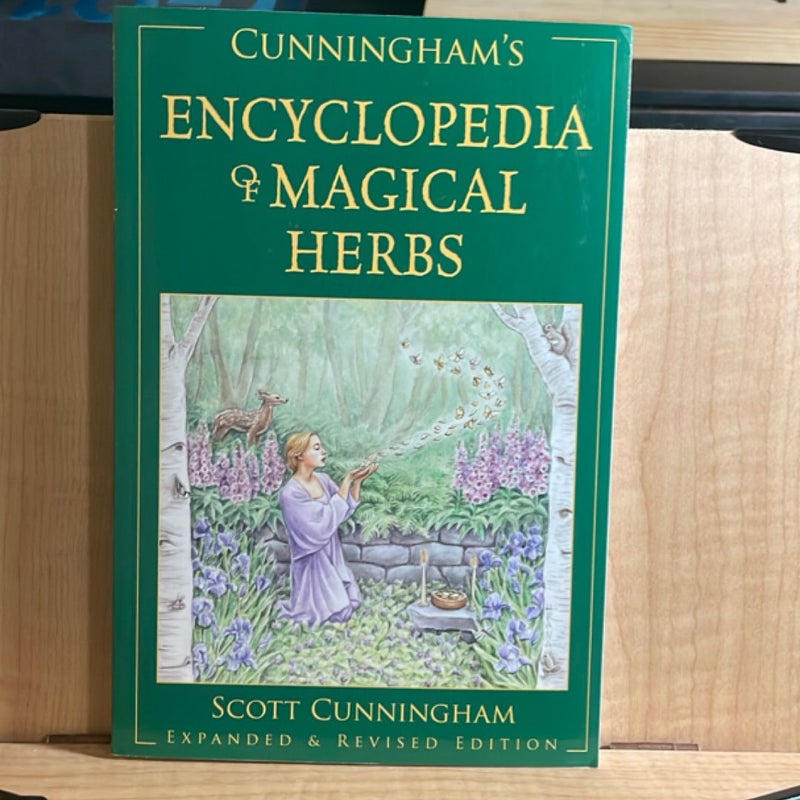 CUNNINGHAM'S
ENCYCLOPEDIA
OF MAGICAL
HERBS
SCOTT CUNNINGHAM
EXPANDED & REVISED EDITION